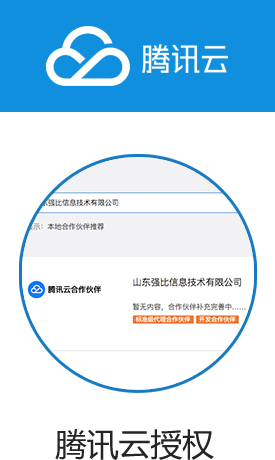 腾讯云
山东强比信息技术有限公司
提示：本地合作伙伴推荐
腾讯云合作伙伴
山东强比信息技术有限公司
暂无内容，合作伙伴补充完善中......
标准级代理合作伙伴 开发合作伙伴
腾讯云授权